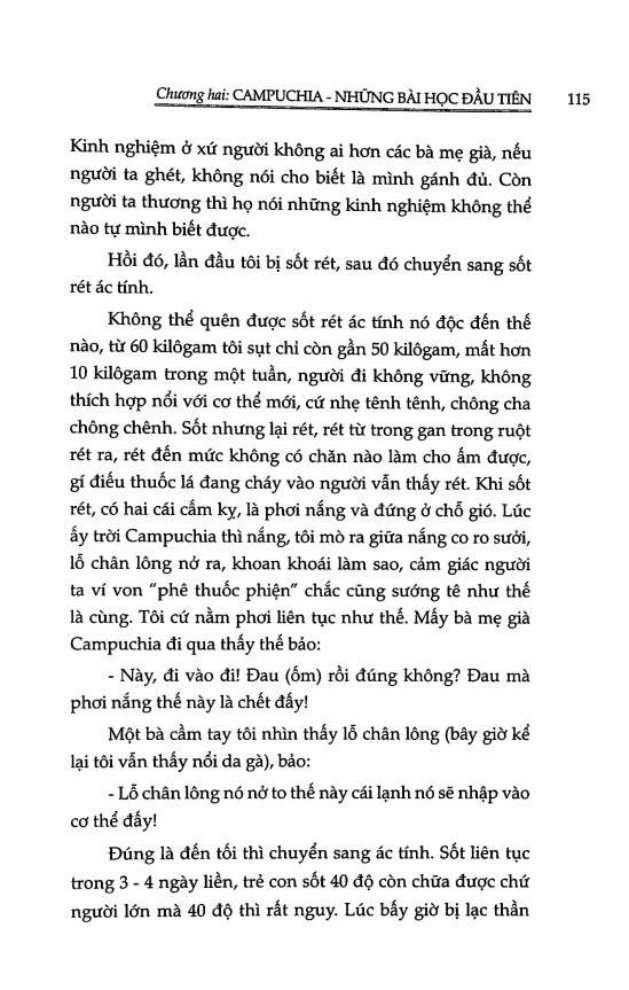 Chương hai: CAMPUCHIA - NHỮNG BÀI HỌC ĐẦU TIÊN 115
Kinh nghiệm ở xứ người không ai hơn các bà mẹ già, nếu
người ta ghét, không nói cho biết là mình gánh đủ. Còn
người ta thương thì họ nói những kinh nghiệm không thể
nào tự mình biết được.
Hồi đó, lần đầu tôi bị sốt rét, sau đó chuyển sang sốt
rét ác tính.
Không thể quên được sốt rét ác tính nó độc đến thế
nào, từ 60 kilôgam tôi sụt chỉ còn gần 50 kilôgam, mất hơn
10 kilôgam trong một tuần, người đi không vững, không
thích hợp nổi với cơ thể mới, cứ nhẹ tênh tênh, chông cha
chông chênh. Sốt nhưng lại rét, rét từ trong gan trong ruột
rét ra, rét đến mức không có chăn nào làm cho ấm được,
gí điếu thuốc lá đang cháy vào người vẫn thấy rét. Khi sốt
rét, có hai cái cấm kỵ, là phơi nắng và đứng ở chỗ gió. Lúc
ấy trời Campuchia thì nắng, tôi mò ra giữa nắng co ro sưởi,
lỗ chân lông nở ra, khoan khoái làm sao, cảm giác người
ta ví von "phê thuốc phiện" chắc cũng sướng tê như thế
là cùng. Tôi cứ nằm phơi liên tục như thế. Mấy bà mẹ già
Campuchia đi qua thấy thế bảo:
- Này, đi vào đi! Đau (ốm) rồi đúng không? Đau mà
phơi nắng thế này là chết đấy!
Một bà cầm tay tôi nhìn thấy lỗ chân lông (bây giờ kể
lại tôi vẫn thấy nổi da gà), bảo:
- Lỗ chân lông nó nở to thế này cái lạnh nó sẽ nhập vào
cơ thể đấy!
Đúng là đến tối thì chuyển sang ác tính. Sốt liên tục
trong 3 - 4 ngày liền, trẻ con sốt 40 độ còn chữa được chứ
người lớn mà 40 độ thì rất nguy. Lúc bấy giờ bị lạc thần